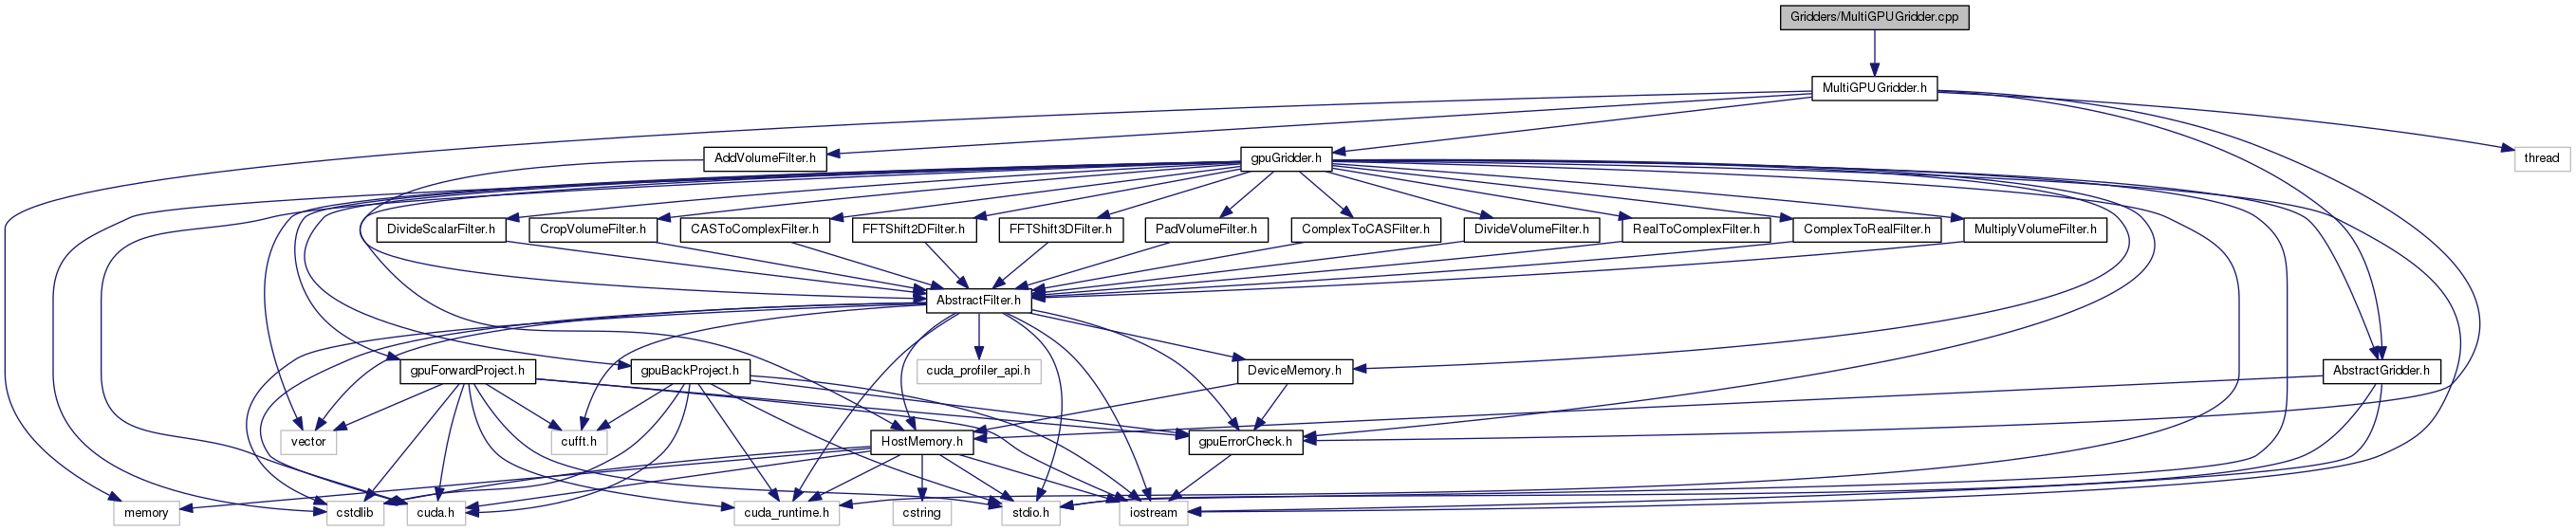 Gridders/MultiGPUGridder.cpp
MultiGPUGridder.h
AddVolumeFilter.h
gpuGridder.h
thread
DivideScalarFilter.h
CropVolumeFilter.h
CASToComplexFilter.h
FFTShift2DFilter.h
FFTShift3DFilter.h
PadVolumeFilter.h
ComplexToCASFilter.h
DivideVolumeFilter.h
RealToComplexFilter.h
ComplexToRealFilter.h
MultiplyVolumeFilter.h
AbstractFilter.h
gpuForwardProject.h
gpuBackProject.h
cuda_profiler_api.h
DeviceMemory.h
AbstractGridder.h
vector
cufft.h
HostMemory.h
gpuErrorCheck.h
memory
cstdlib
cuda.h
cuda_runtime.h
cstring
stdio.h
iostream